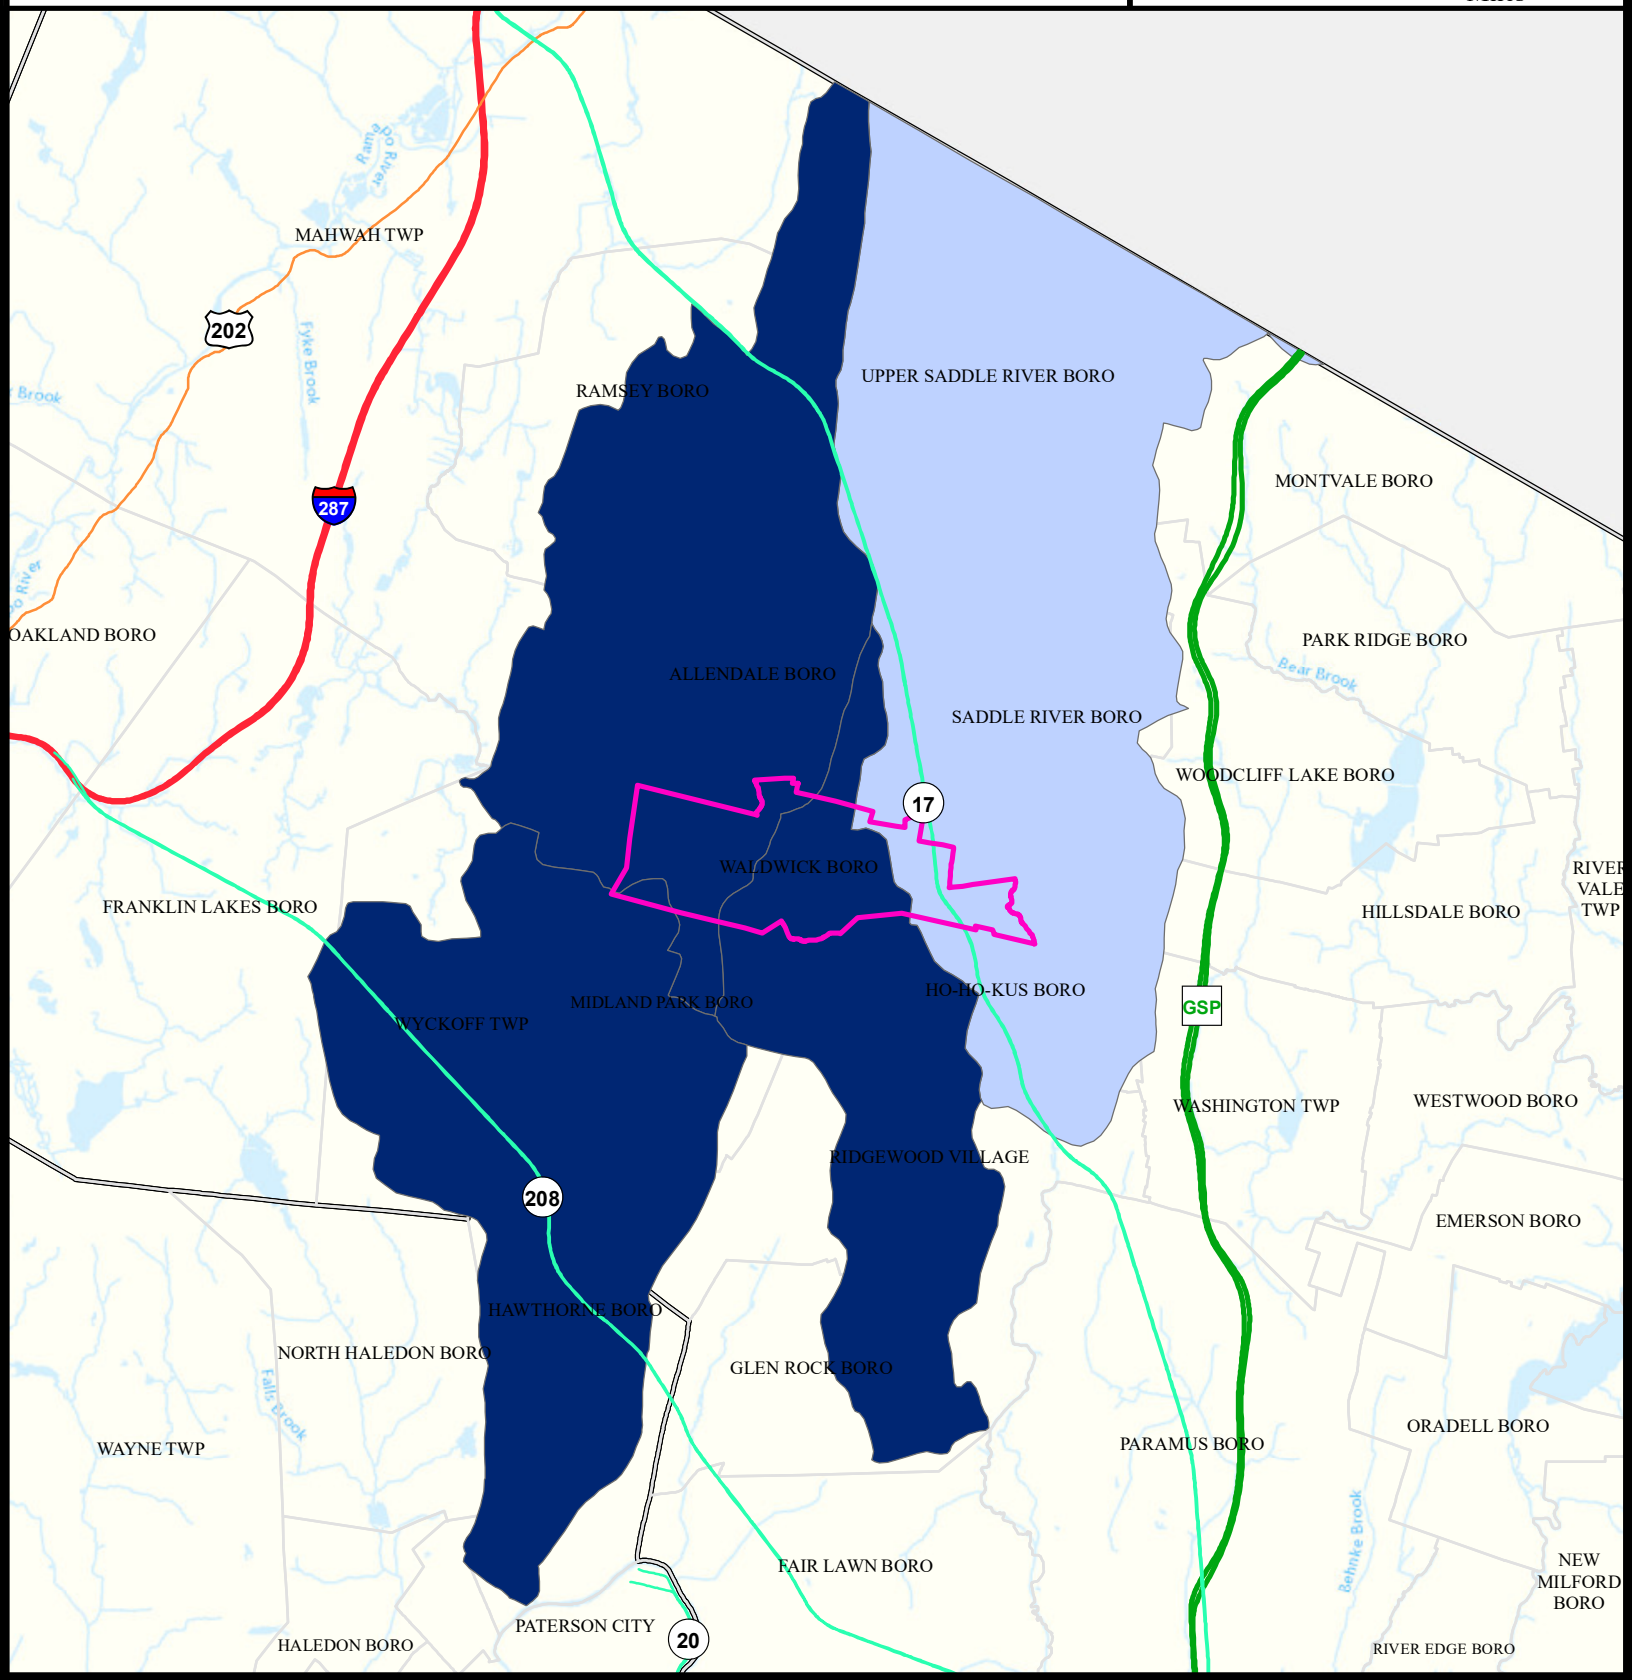 Rama
po River
MAHWAH TWP
202
Fyke Brook
RAMSEY BORO
UPPER SADDLE RIVER BORO
Brook
287
MONTVALE BORO
River
OAKLAND BORO
PARK RIDGE BORO
Bear Brook
ALLENDALE BORO
SADDLE RIVER BORO
WOODCLIFF LAKE BORO
17
WALDWICK BORO
RIVER
VALE
TWP
FRANKLIN LAKES BORO
HILLSDALE BORO
HO-HO-KUS BORO
MIDLAND PARK BORO
GSP
WYCKOFF TWP
WESTWOOD BORO
WASHINGTON TWP
RIDGEWOOD VILLAGE
208
EMERSON BORO
HAWTHORNE BORO
NORTH HALEDON BORO
GLEN ROCK BORO
Falls Brook
ORADELL BORO
WAYNE TWP
PARAMUS BORO
Behnke Brook
FAIR LAWN BORO
NEW
MILFORD
BORO
PATERSON CITY
20
HALEDON BORO
RIVER EDGE BORO